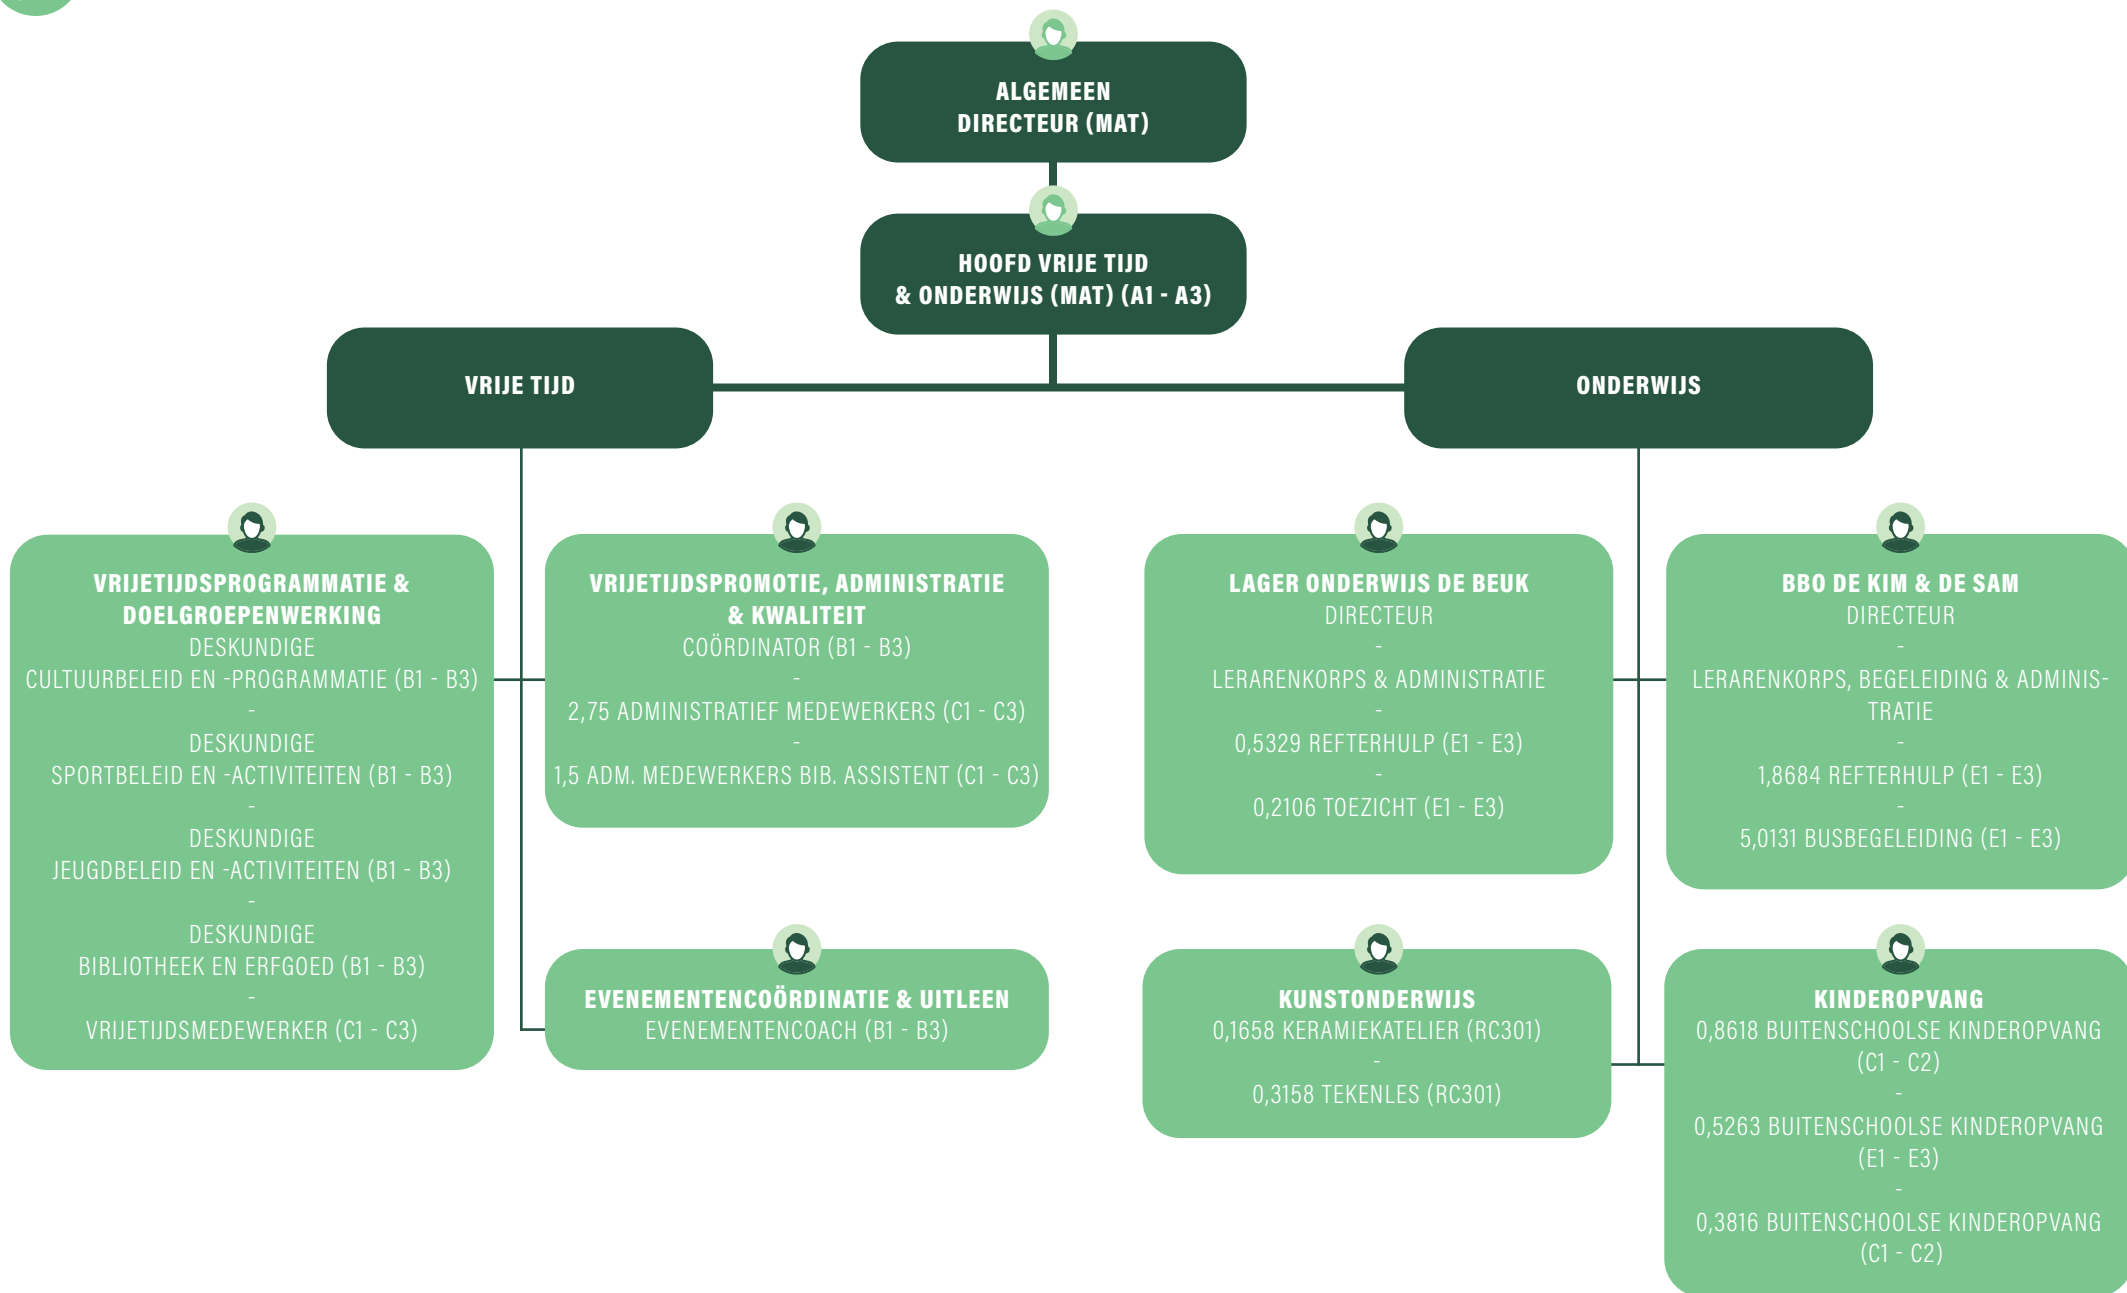 ALGEMEEN
DIRECTEUR (MAT)
HOOFD VRIJE TIJD
& ONDERWIJS (MAT) (A1 - A3)
VRIJE TIJD
ONDERWIJS
VRIJETIJDSPROGRAMMATIE &
DOELGROEPENWERKING
DESKUNDIGE
CULTUURBELEID EN -PROGRAMMATIE (B1 - B3)
-
DESKUNDIGE
SPORTBELEID EN -ACTIVITEITEN (B1 - B3)
-
DESKUNDIGE
JEUGDBELEID EN -ACTIVITEITEN (B1 - B3)
-
DESKUNDIGE
BIBLIOTHEEK EN ERFGOED (B1 - B3)
-
VRIJETIJDSMEDEWERKER (C1 - C3)
VRIJETIJDSPROMOTIE, ADMINISTRATIE
& KWALITEIT
COÖRDINATOR (B1 - B3)
-
2,75 ADMINISTRATIEF MEDEWERKERS (C1 - C3)
-
1,5 ADM. MEDEWERKERS BIB. ASSISTENT (C1 - C3)
EVENEMENTENCOÖRDINATIE & UITLEEN
EVENEMENTENCOACH (B1 - B3)
LAGER ONDERWIJS DE BEUK
DIRECTEUR
-
LERARENKORPS & ADMINISTRATIE
-
0,5329 REFTERHULP (E1 - E3)
-
0,2106 TOEZICHT (E1 - E3)
BBO DE KIM & DE SAM
DIRECTEUR
-
LERARENKORPS, BEGELEIDING & ADMINIS-
TRATIE
-
1,8684 REFTERHULP (E1 - E3)
-
5,0131 BUSBEGELEIDING (E1 - E3)
KUNSTONDERWIJS
0,1658 KERAMIEKATELIER (RC301)
-
0,3158 TEKENLES (RC301)
KINDEROPVANG
0,8618 BUITENSCHOOLSE KINDEROPVANG
(C1 - C2)
-
0,5263 BUITENSCHOOLSE KINDEROPVANG
(E1 - E3)
-
0,3816 BUITENSCHOOLSE KINDEROPVANG
(C1 - C2)